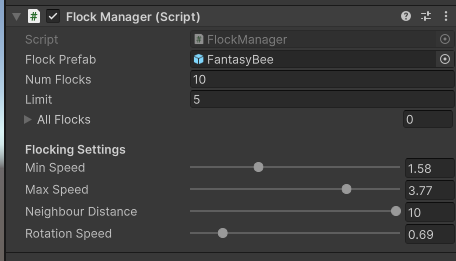 Flock Manager (Script)
Script FlockManager
Flock Prefab FantasyBee
Num Flocks 10
Limit 5
All Flocks 0
Flocking Settings
Min Speed 1.58
Max Speed 3.77
Neighbour Distance 10
Rotation Speed 0.69